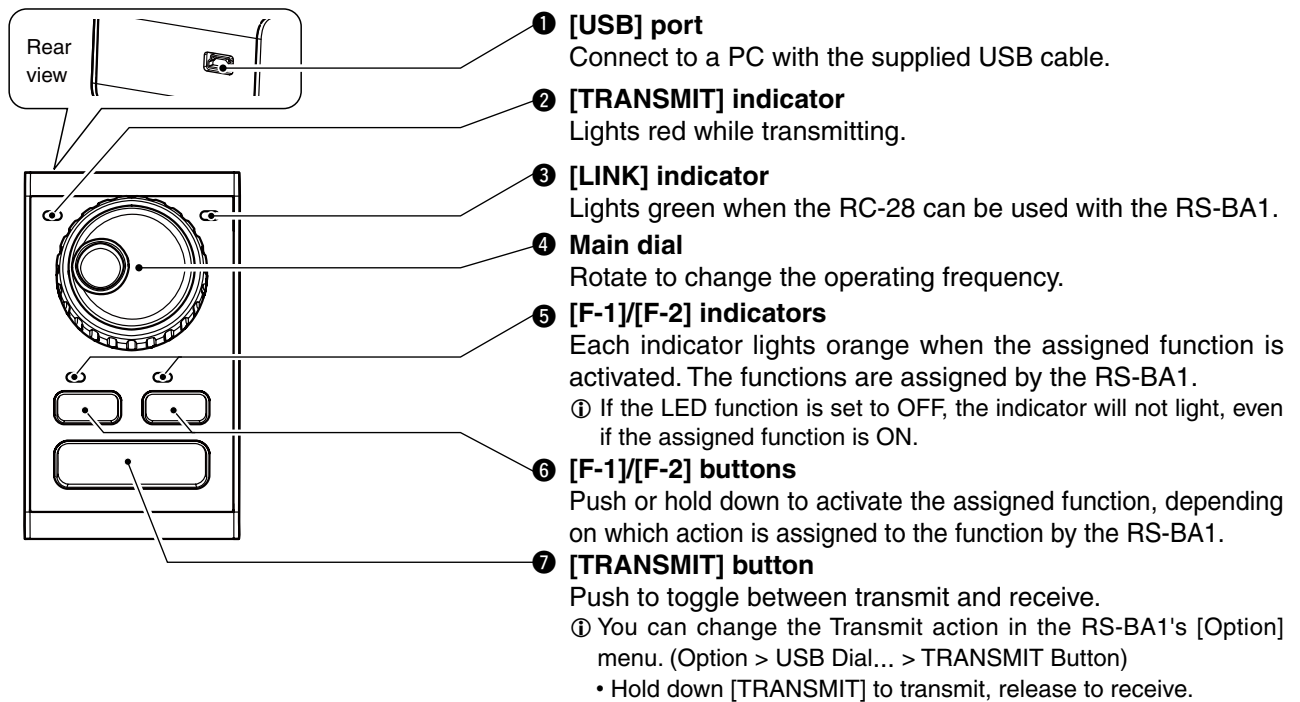 Rear
view
❶ [USB] port
Connect to a PC with the supplied USB cable.
❷ [TRANSMIT] indicator
Lights red while transmitting.
❸ [LINK] indicator
Lights green when the RC-28 can be used with the RS-BA1.
❹ Main dial
Rotate to change the operating frequency.
❺ [F-1]/[F-2] indicators
Each indicator lights orange when the assigned function is
activated. The functions are assigned by the RS-BA1.
ⓘ If the LED function is set to OFF, the indicator will not light, even
if the assigned function is ON.
❻ [F-1]/[F-2] buttons
Push or hold down to activate the assigned function, depending
on which action is assigned to the function by the RS-BA1.
❼ [TRANSMIT] button
Push to toggle between transmit and receive.
ⓘ You can change the Transmit action in the RS-BA1's [Option]
menu. (Option > USB Dial... > TRANSMIT Button)
• Hold down [TRANSMIT] to transmit, release to receive.